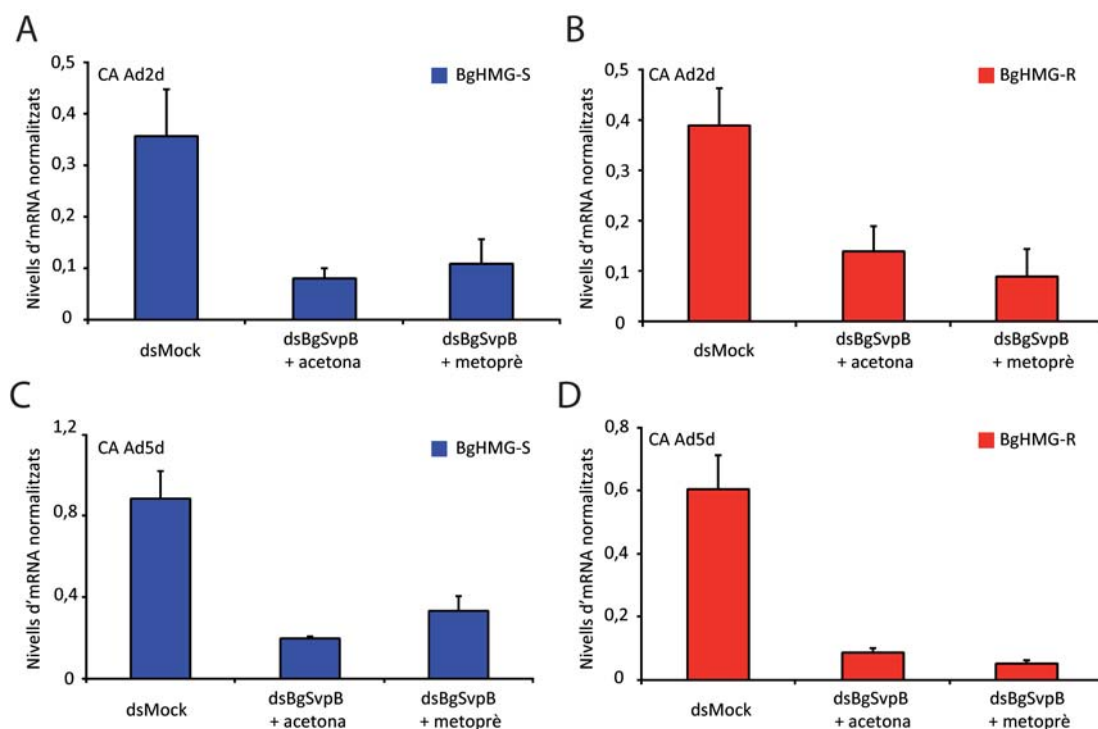 A
Nivells d'mRNA normalitzats
0,5
0,4
0,3
0,2
0,1
0
CA Ad2d
BgHMG-S
dsMock
dsBgSvpB
+ acetona
dsBgSvpB
+ metoprè
B
Nivells d'mRNA normalitzats
0,5
0,4
0,3
0,2
0,1
0
CA Ad2d
BgHMG-R
dsMock
dsBgSvpB
+ acetona
dsBgSvpB
+ metoprè
C
Nivells d'mRNA normalitzats
1,2
0,8
0,4
0
CA Ad5d
BgHMG-S
dsMock
dsBgSvpB
+ acetona
dsBgSvpB
+ metoprè
D
Nivells d'mRNA normalitzats
0,8
0,6
0,4
0,2
0
CA Ad5d
BgHMG-R
dsMock
dsBgSvpB
+ acetona
dsBgSvpB
+ metoprè